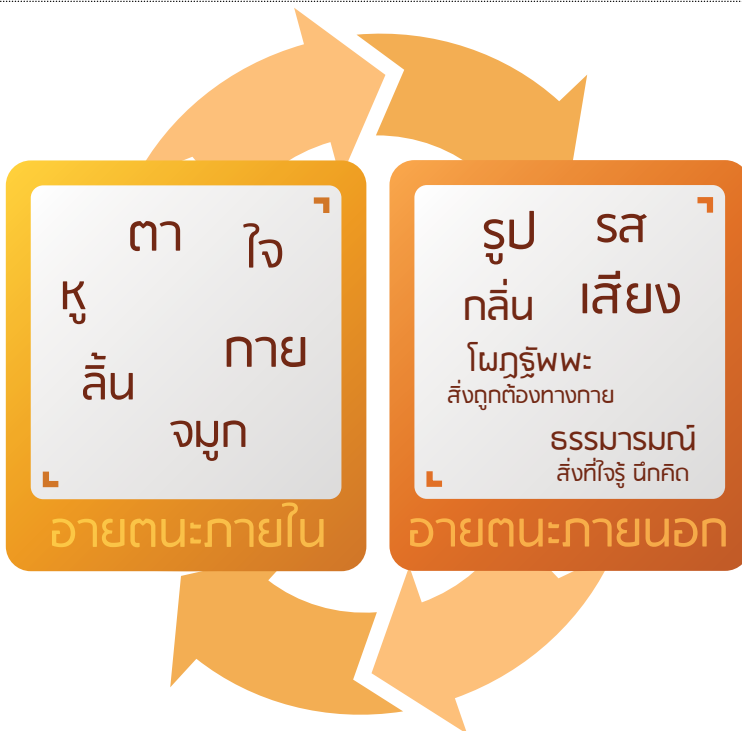 ตา
ใจ
หู
กาย
ลิ้น
จมูก
อายตนะภายใน
รูป
รส
กลิ่น
เสียง
โผฏฐัพพะ
สิ่งถูกต้องทางกาย
ธรรมารมณ์
สิ่งที่ใจรู้ นึกคิด
อายตนะภายนอก